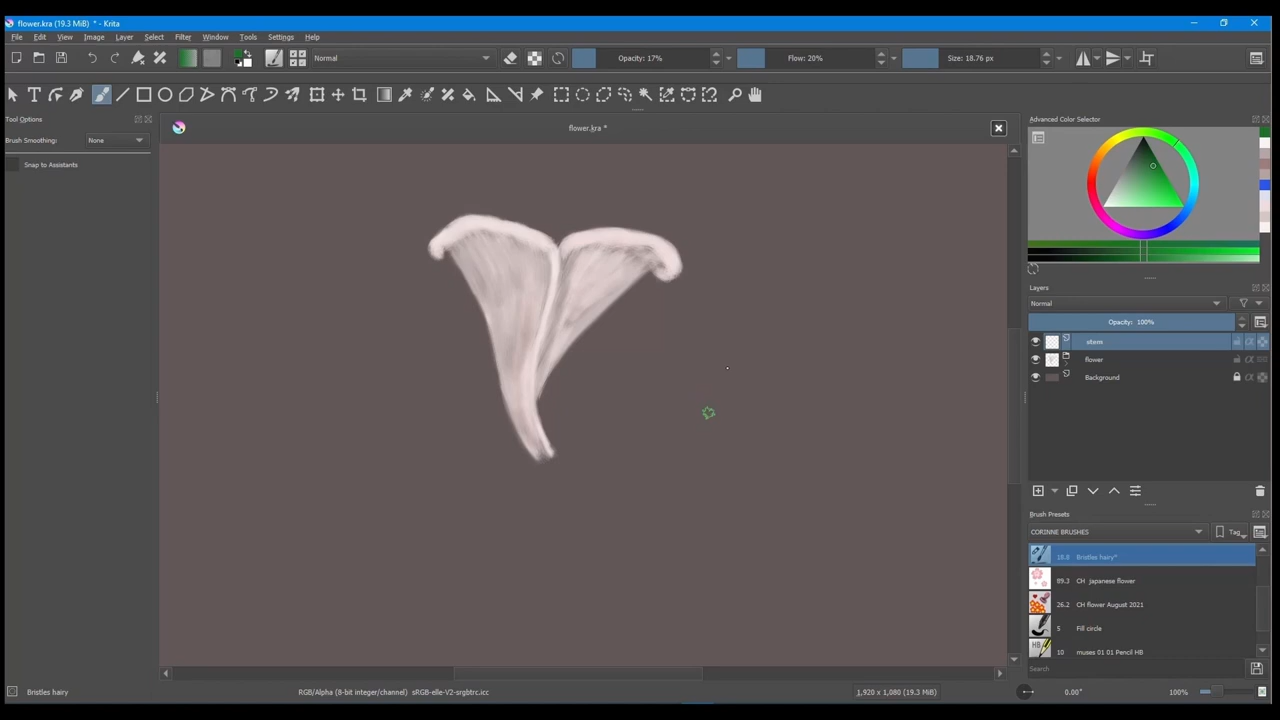 flower.kra (19.3 MiB) * - Krita
File Edit View Image Layer Select Filter Tools Settings Help
Normal Opacity: 17% Flow: 20% Size: 18.76 px
Tool Options
Brush Smoothing: None
Snap to Assistants
flower.kra *
Advanced Color Selector
Layers
Normal
Opacity: 100%
stem
flower
Background
Brush Presets
CORINNE BRUSHES Tag
18.8 Bristles hairy*
89.3 CH japanese flower
26.2 CH flower August 2021
5 Fill circle
10 muses 01 01 Pencil HB
Search
Bristles hairy RGB/Alpha (8-bit integer/channel) sRGB-elle-V2-srgbtrc.icc 1,920 x 1,080 (19.3 MiB) 0.00° 100%